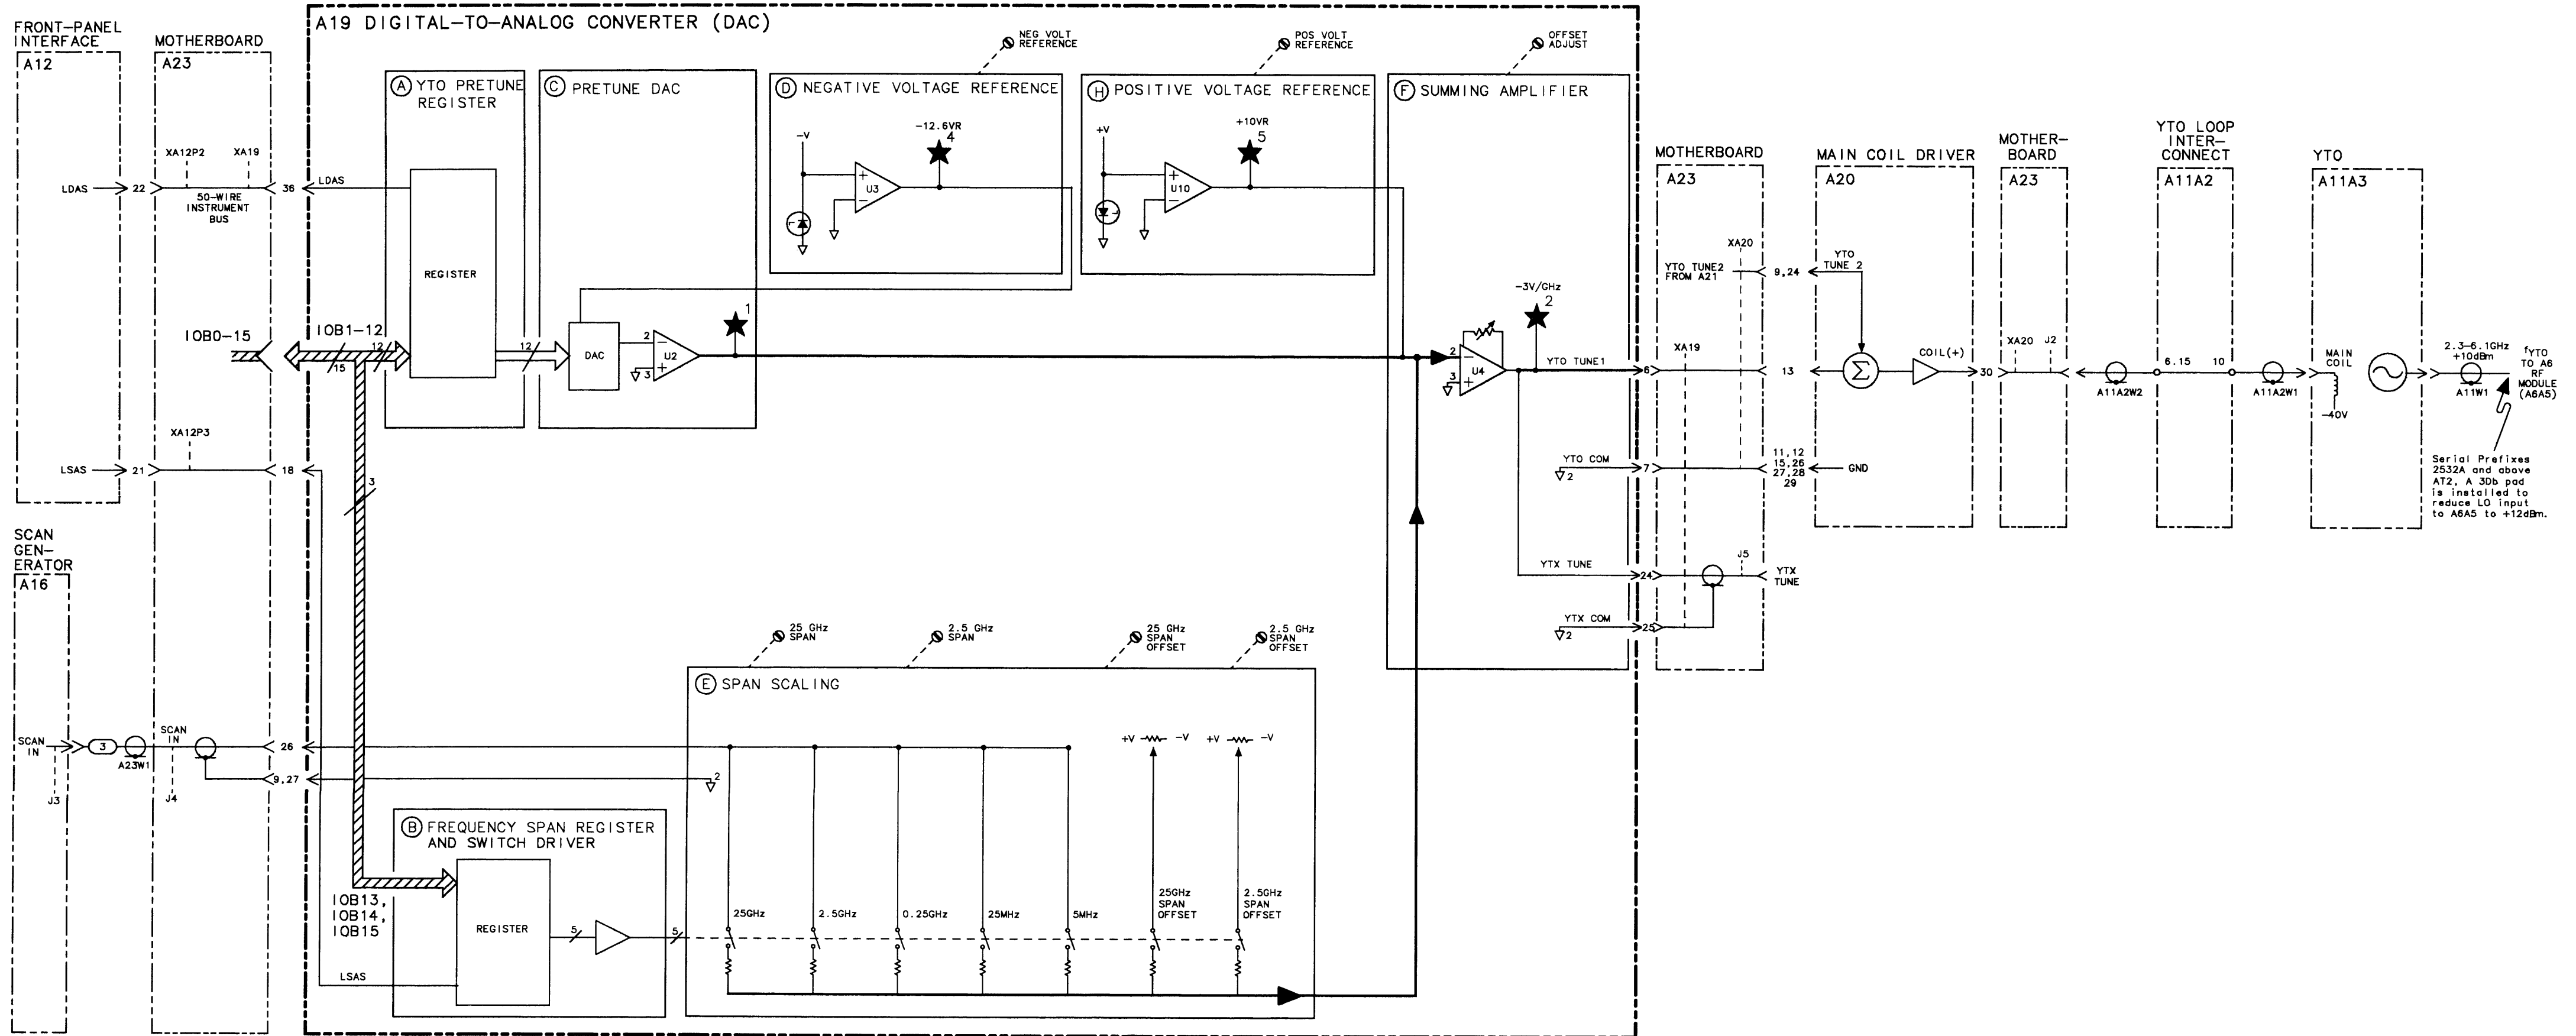 A19 DIGITAL-TO-ANALOG CONVERTER (DAC)
FRONT-PANEL
INTERFACE
A12
MOTHERBOARD
A23
XA12P2
XA19
LDAS
22
50-WIRE
INSTRUMENT
BUS
36
LDAS
IOB0-15
IOB1-12
15
12
XA12P3
LSAS
21
18
3
SCAN
GEN-
ERATOR
A16
SCAN
IN
J3
3
A23W1
SCAN
IN
J4
26
9,27
2
A YTO PRETUNE
REGISTER
REGISTER
12
C PRETUNE DAC
DAC
2
3
U2
1
NEG VOLT
REFERENCE
D NEGATIVE VOLTAGE REFERENCE
-V
U3
-12.6VR
4
POS VOLT
REFERENCE
H POSITIVE VOLTAGE REFERENCE
+V
U10
+10VR
5
OFFSET
ADJUST
F SUMMING AMPLIFIER
-3V/GHz
2
2
3
U4
YTO TUNE1
6
YTO COM
2
7
YTX TUNE
24
YTX COM
2
25
B FREQUENCY SPAN REGISTER
AND SWITCH DRIVER
REGISTER
IOB13,
IOB14,
IOB15
LSAS
5
5
25 GHz
SPAN
2.5 GHz
SPAN
25 GHz
SPAN
OFFSET
2.5 GHz
SPAN
OFFSET
E SPAN SCALING
+V -V
+V -V
25GHz
2.5GHz
0.25GHz
25MHz
5MHz
25GHz
SPAN
OFFSET
2.5GHz
SPAN
OFFSET
MOTHERBOARD
A23
XA20
YTO TUNE2
FROM A21
9,24
XA19
13
11,12
15,26
27,28
29
J5
YTX
TUNE
MAIN COIL DRIVER
A20
YTO
TUNE 2
Σ
COIL(+)
30
GND
MOTHER-
BOARD
A23
XA20
J2
A11A2W2
YTO LOOP
INTER-
CONNECT
A11A2
6.15
10
A11A2W1
YTO
A11A3
MAIN
COIL
-40V
2.3-6.1GHz
+10dBm
A11W1
fYTO
TO A6
RF
MODULE
(A6A5)
Serial Prefixes
2532A and above
AT2, A 3Db pad
is installed to
reduce LO input
to A6A5 to +12dBm.